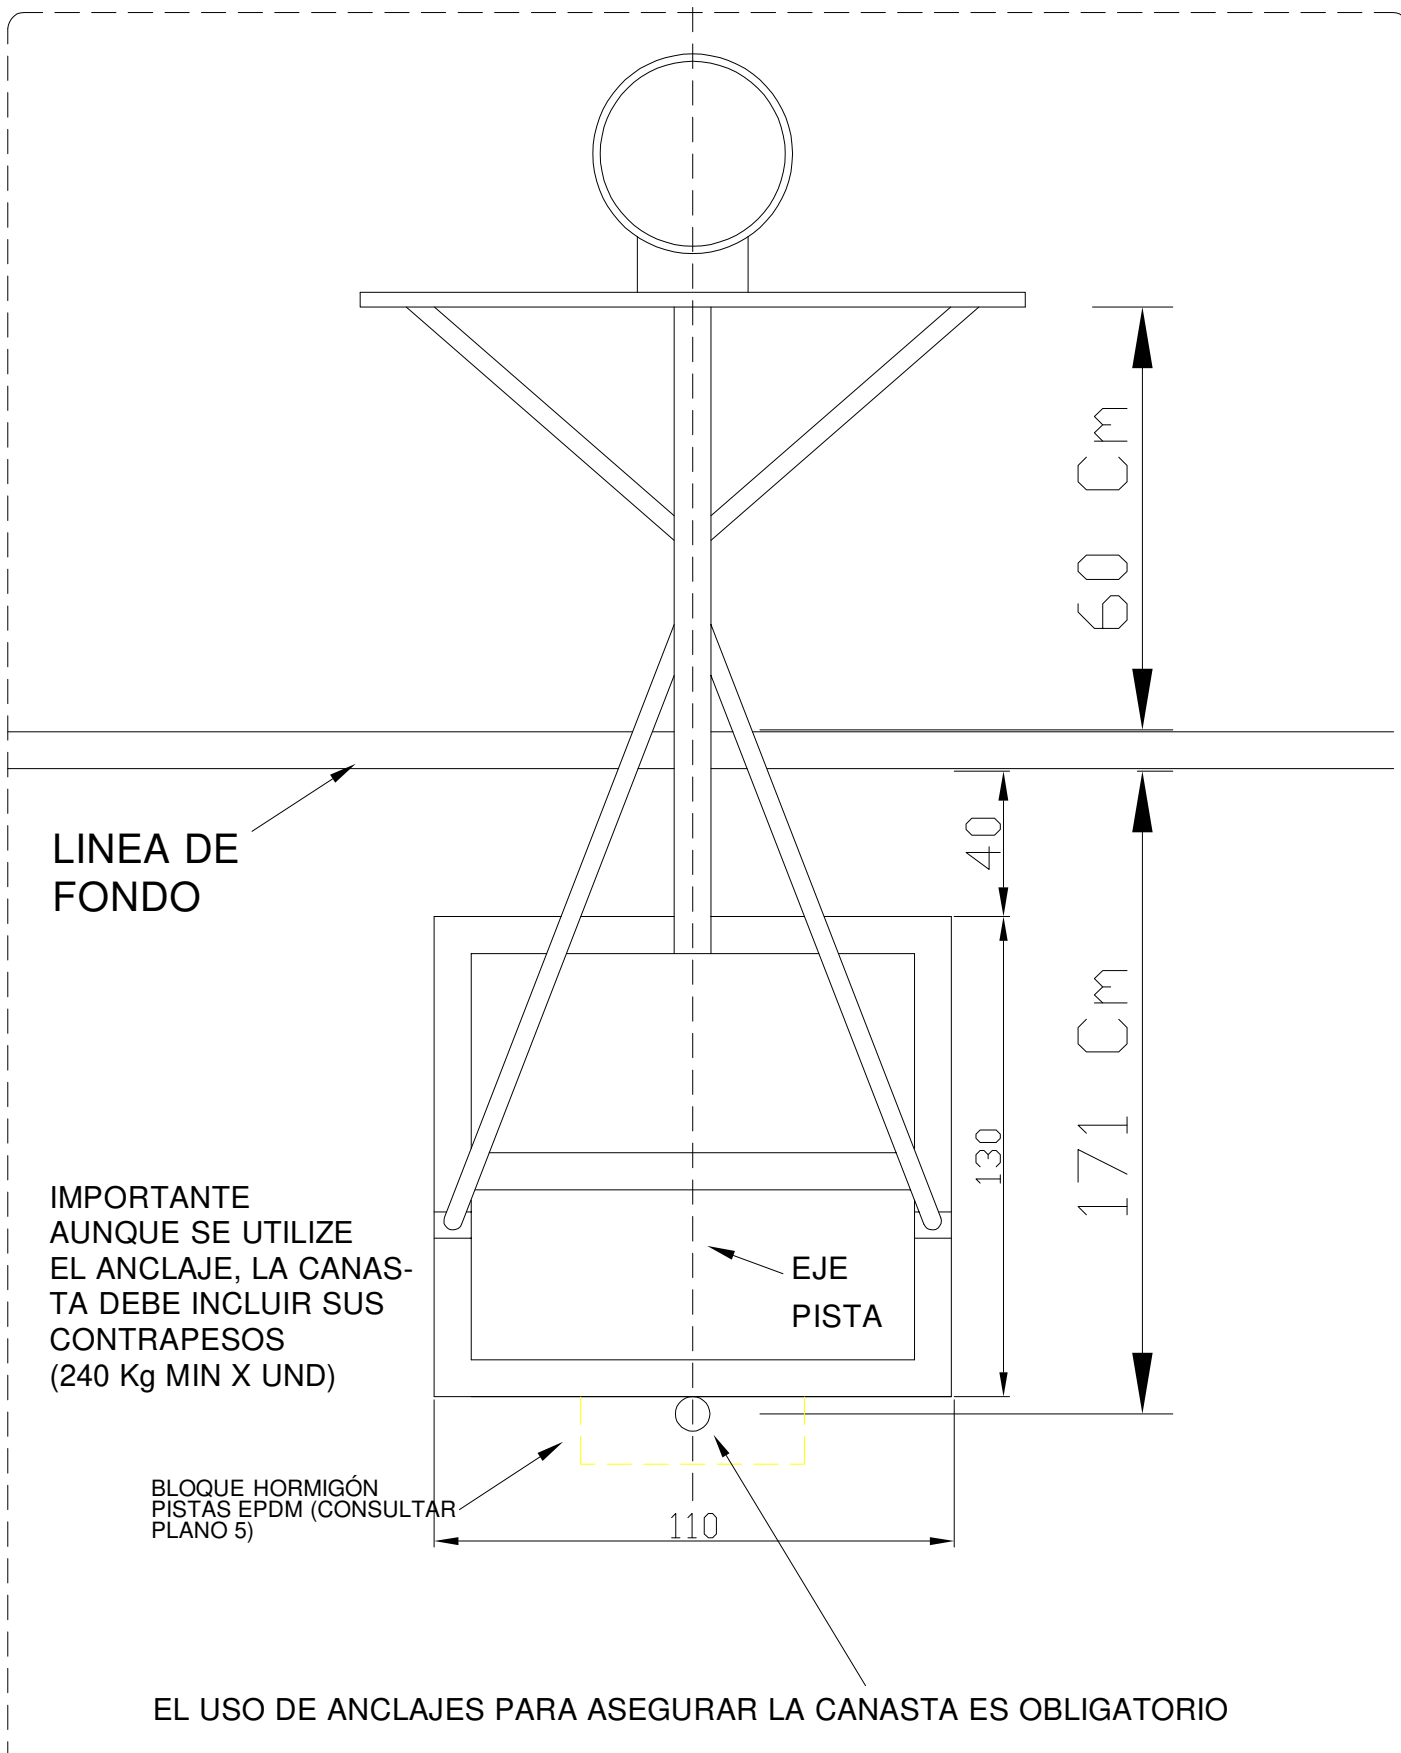 60 Cm
LINEA DE
FONDO
40
171 Cm
130
IMPORTANTE
AUNQUE SE UTILIZE
EL ANCLAJE, LA CANAS-
TA DEBE INCLUIR SUS
CONTRAPESOS
(240 Kg MIN X UND)
EJE
PISTA
BLOQUE HORMIGÓN
PISTAS EPDM (CONSULTAR
PLANO 5)
110
EL USO DE ANCLAJES PARA ASEGURAR LA CANASTA ES OBLIGATORIO